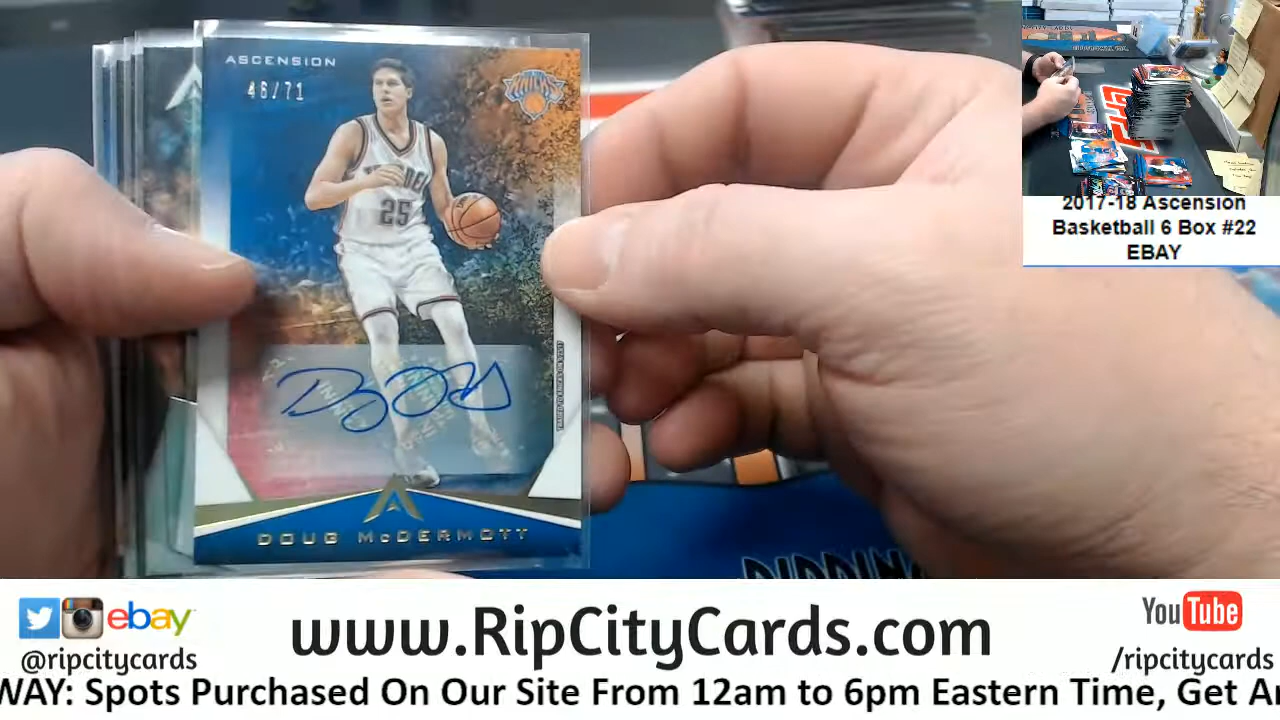 ASCENSION
46/71
KNICKS
25
DOUG McDERMOTT
2017-18 Ascension
Basketball 6 Box #22
EBAY
ebay
@ripcitycards
www.RipCityCards.com
YouTube
/ripcitycards
WAY: Spots Purchased On Our Site From 12am to 6pm Eastern Time, Get A